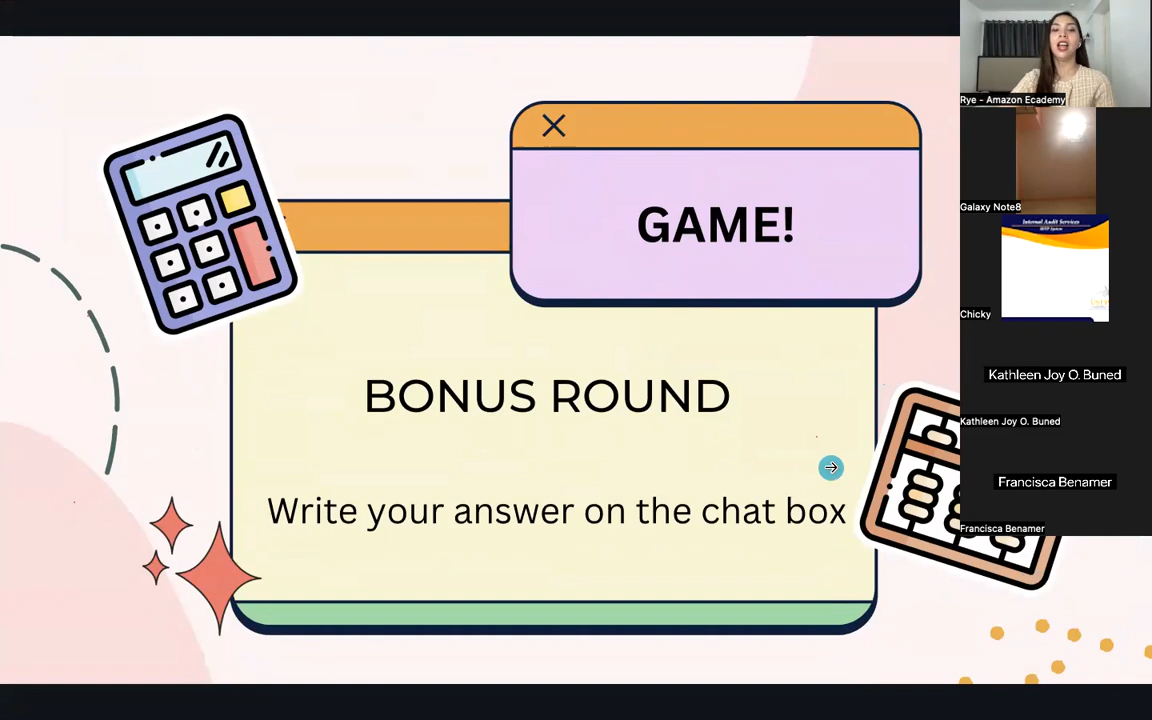 GAME!
BONUS ROUND
Write your answer on the chat box
Rye - Amazon Ecademy
Galaxy Note8
Internal Audit Services
Chicky
Kathleen Joy O. Buned
Kathleen Joy O. Buned
Francisca Benamer
Francisca Benamer